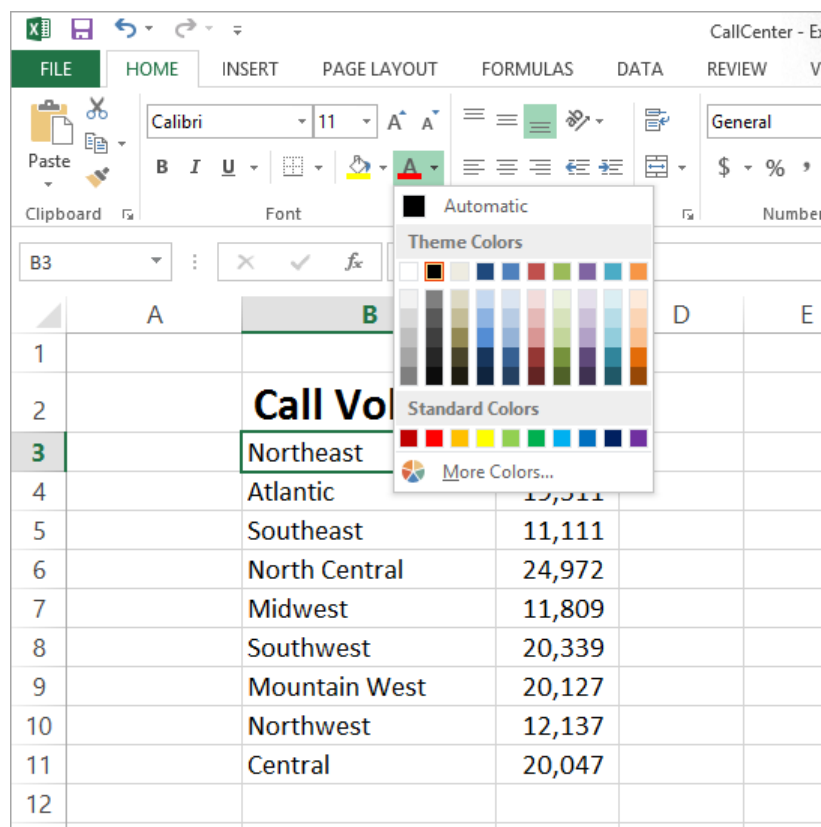 CallCenter - Ex
FILE HOME INSERT PAGE LAYOUT FORMULAS DATA REVIEW V
Calibri 11 General
Paste B I U A $ %
Clipboard Font Number
Automatic
Theme Colors
B3 fx
A B D E
1
2 Call Vol
Standard Colors
3 Northeast
More Colors...
4 Atlantic 19,511
5 Southeast 11,111
6 North Central 24,972
7 Midwest 11,809
8 Southwest 20,339
9 Mountain West 20,127
10 Northwest 12,137
11 Central 20,047
12